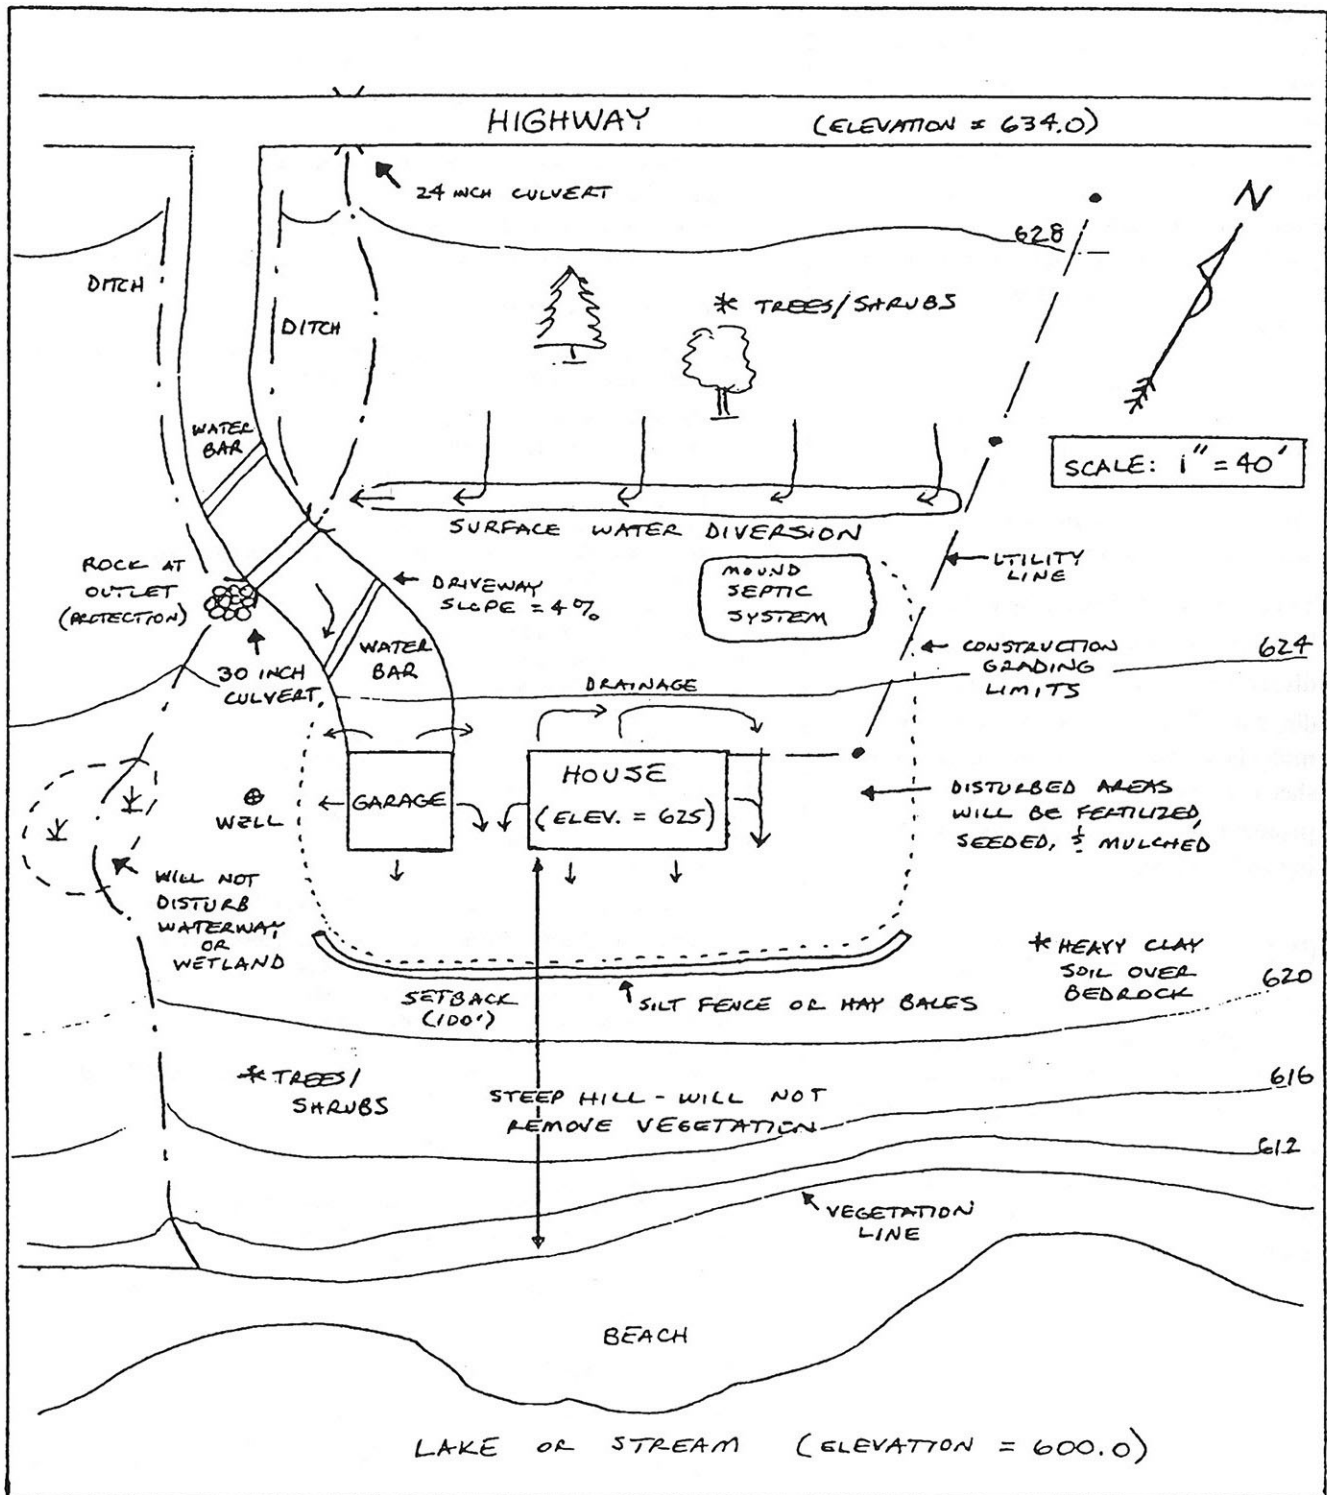 HIGHWAY (ELEVATION = 634.0)
24 INCH CULVERT
N
628
DITCH
DITCH
* TREES/SHRUBS
WATER
BAR
SCALE: 1" = 40'
SURFACE WATER DIVERSION
ROCK AT
OUTLET
(PROTECTION)
DRIVEWAY
SLOPE = 4%
MOUND
SEPTIC
SYSTEM
UTILITY
LINE
WATER
BAR
30 INCH
CULVERT
CONSTRUCTION
GRADING
LIMITS
624
DRAINAGE
HOUSE
(ELEV. = 625)
GARAGE
WELL
DISTURBED AREAS
WILL BE FERTILIZED,
SEEDED, & MULCHED
WILL NOT
DISTURB
WATERWAY
OR
WETLAND
* HEAVY CLAY
SOIL OVER
BEDROCK
620
SETBACK
(100')
SILT FENCE OR HAY BALES
* TREES/
SHRUBS
STEEP HILL - WILL NOT
REMOVE VEGETATION
616
612
VEGETATION
LINE
BEACH
LAKE OR STREAM (ELEVATION = 600.0)